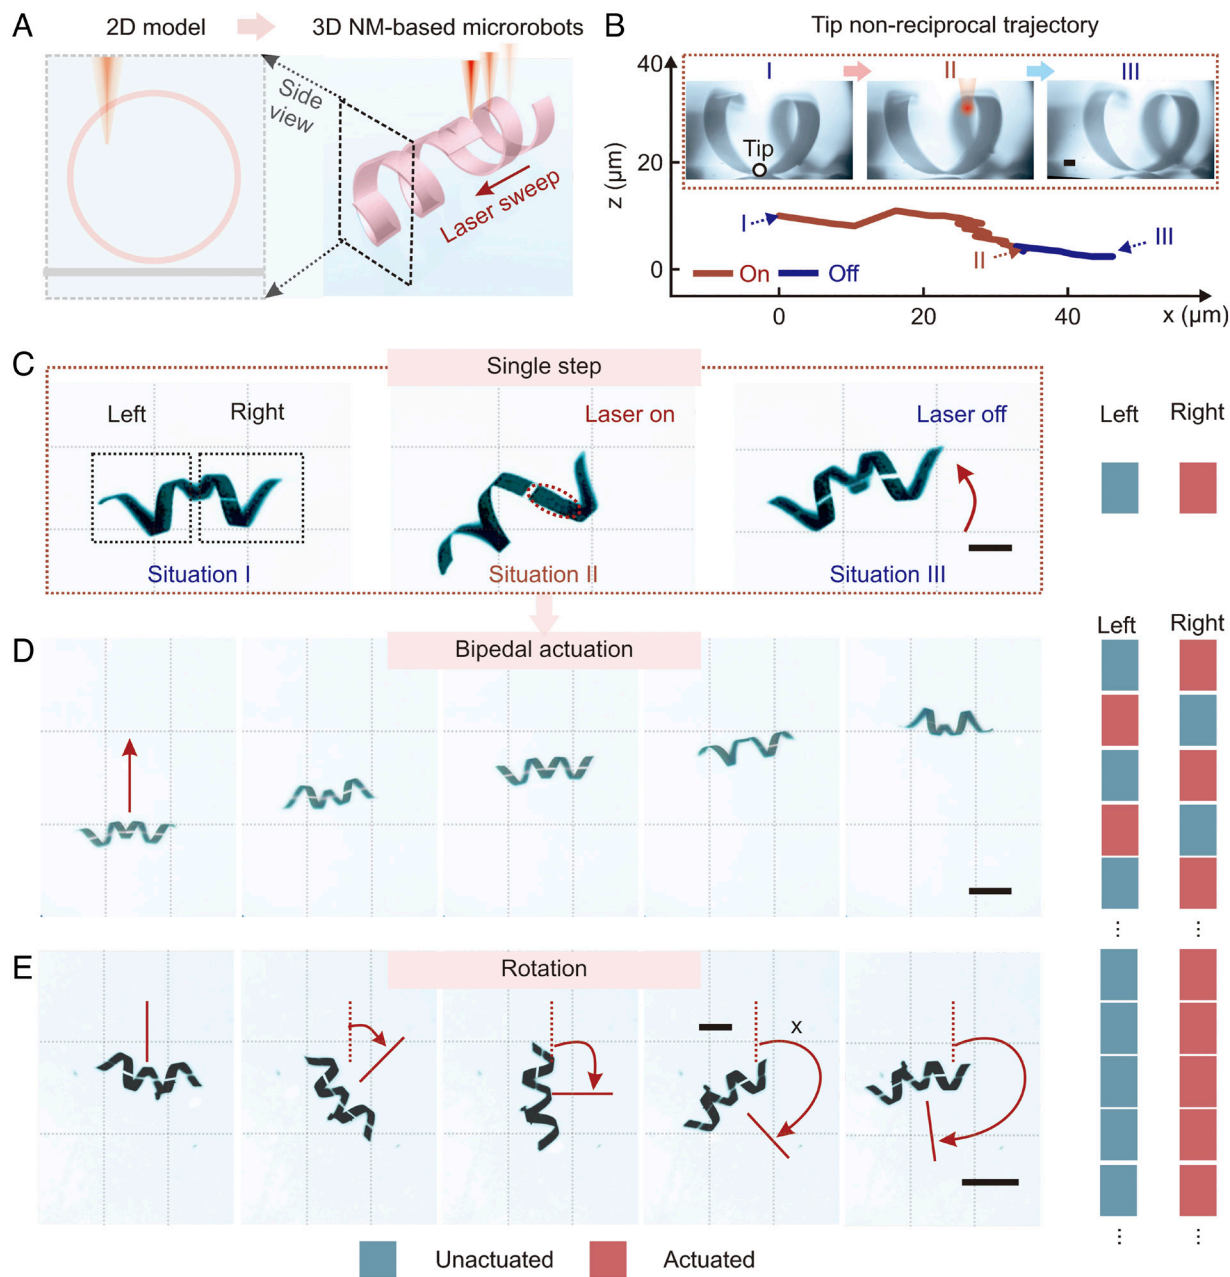 A
2D model
3D NM-based microrobots
Side
view
Laser sweep
B
Tip non-reciprocal trajectory
I
II
III
Tip
40
20
0
z (μm)
I
II
III
On
Off
0
20
40
x (μm)
C
Single step
Left
Right
Laser on
Laser off
Situation I
Situation II
Situation III
Left
Right
D
Bipedal actuation
Left
Right
⋮
⋮
E
Rotation
x
⋮
⋮
Unactuated
Actuated